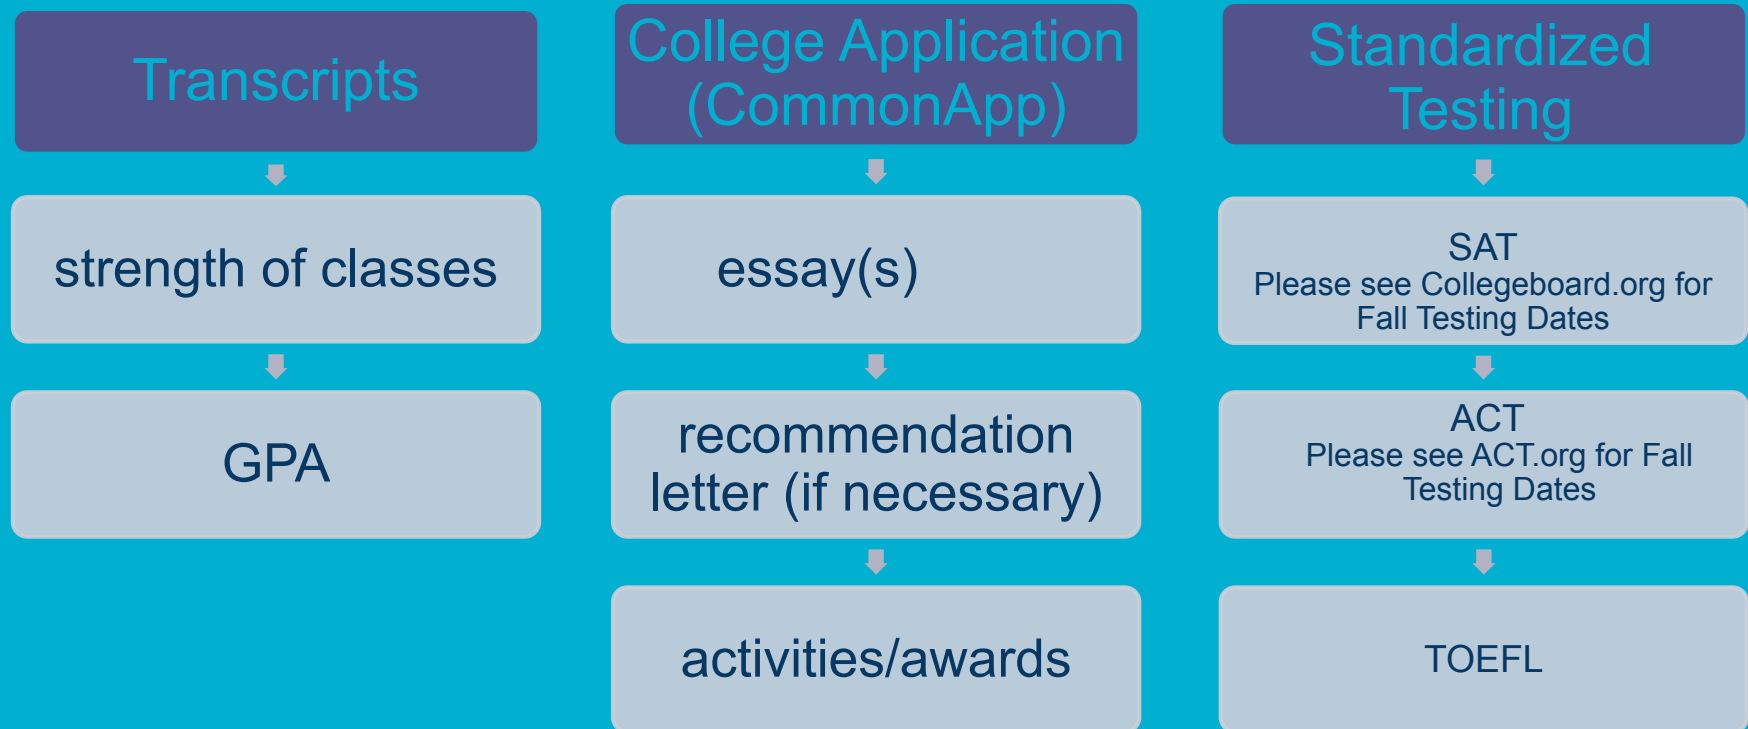 Transcripts
strength of classes
GPA
College Application
(CommonApp)
essay(s)
recommendation
letter (if necessary)
activities/awards
Standardized
Testing
SAT
Please see Collegeboard.org for
Fall Testing Dates
ACT
Please see ACT.org for Fall
Testing Dates
TOEFL